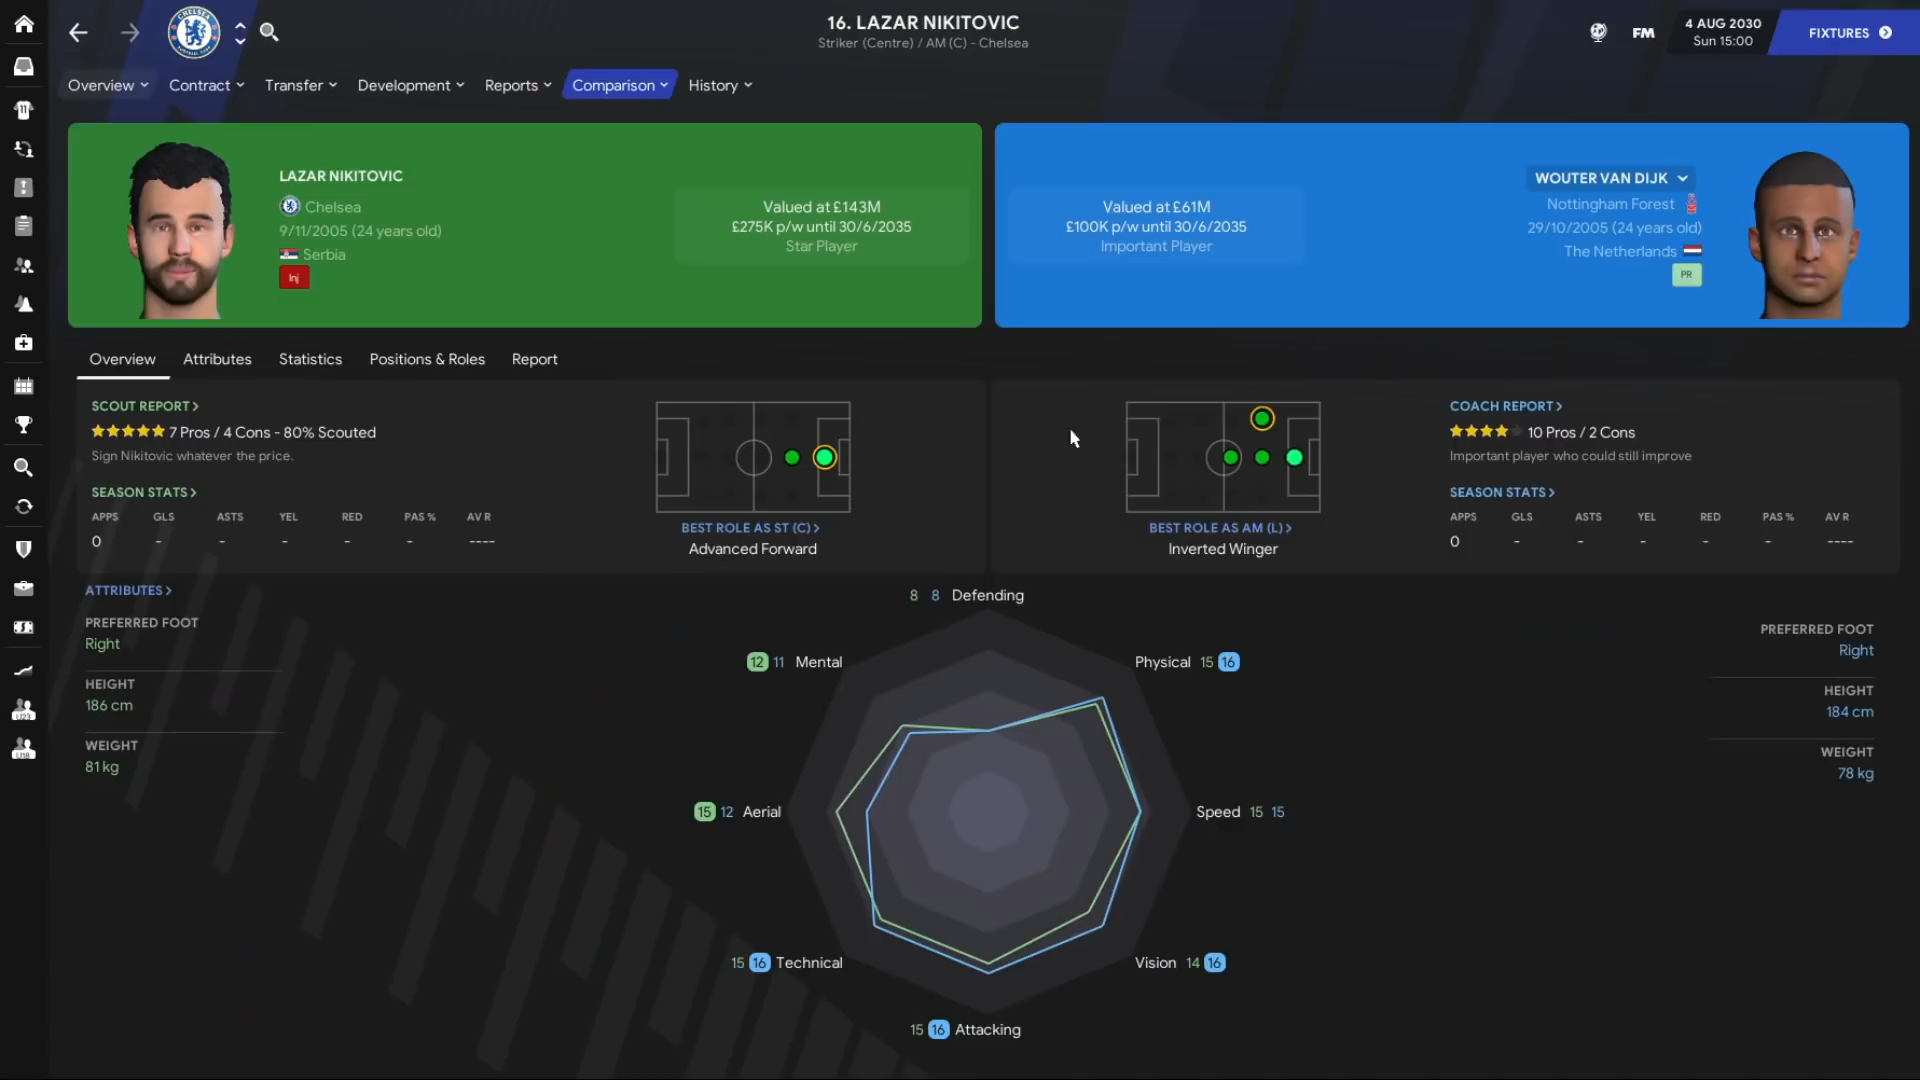 16. LAZAR NIKITOVIC
Striker (Centre) / AM (C) - Chelsea
FM
4 AUG 2030
Sun 15:00
FIXTURES
Overview
Contract
Transfer
Development
Reports
Comparison
History
LAZAR NIKITOVIC
Chelsea
9/11/2005 (24 years old)
Serbia
Inj
Valued at £143M
£275K p/w until 30/6/2035
Star Player
Valued at £61M
£100K p/w until 30/6/2035
Important Player
WOUTER VAN DIJK
Nottingham Forest
29/10/2005 (24 years old)
The Netherlands
PR
Overview
Attributes
Statistics
Positions & Roles
Report
SCOUT REPORT >
7 Pros / 4 Cons - 80% Scouted
Sign Nikitovic whatever the price.
SEASON STATS >
APPS GLS ASTS YEL RED PAS % AV R
0 - - - - - ----
BEST ROLE AS ST (C) >
Advanced Forward
BEST ROLE AS AM (L) >
Inverted Winger
COACH REPORT >
10 Pros / 2 Cons
Important player who could still improve
SEASON STATS >
APPS GLS ASTS YEL RED PAS % AV R
0 - - - - - ----
ATTRIBUTES >
PREFERRED FOOT
Right
HEIGHT
186 cm
WEIGHT
81 kg
8 8 Defending
12 11 Mental
Physical 15 16
15 12 Aerial
Speed 15 15
15 16 Technical
Vision 14 16
15 16 Attacking
PREFERRED FOOT
Right
HEIGHT
184 cm
WEIGHT
78 kg
U23
U18